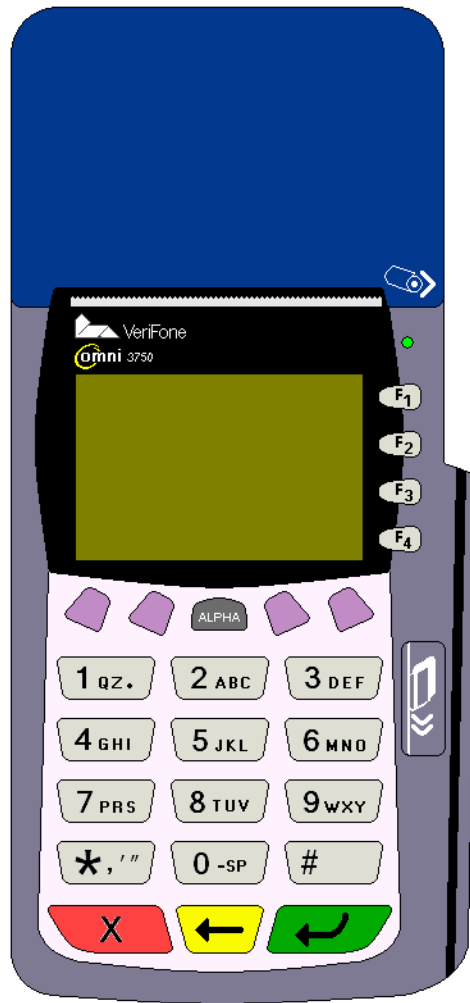 VeriFone
omni 3750
F1
F2
F3
F4
ALPHA
1 QZ. 2 ABC 3 DEF
4 GHI 5 JKL 6 MNO
7 PRS 8 TUV 9 WXY
*,'" 0 -SP #
X